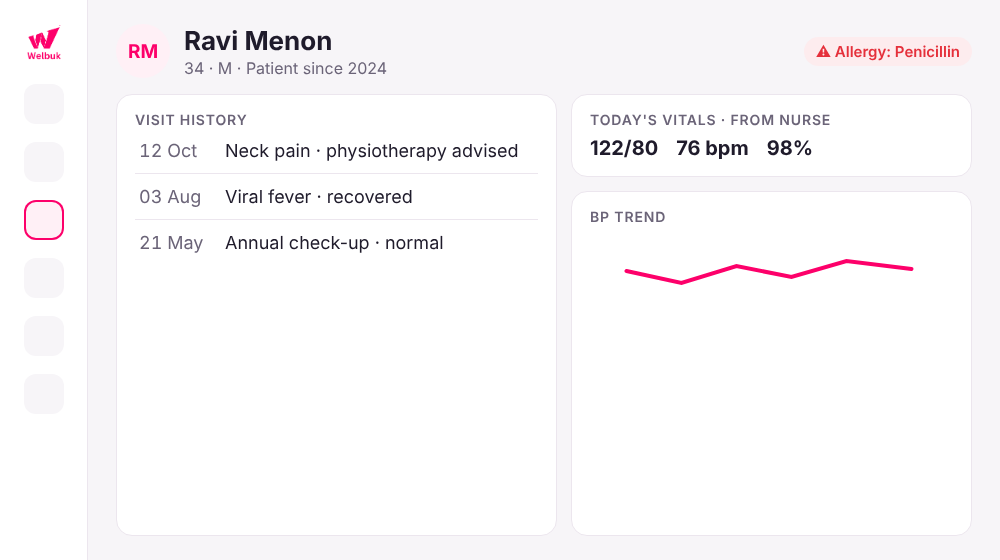 Welbuk
RM
Ravi Menon
34 · M · Patient since 2024
⚠ Allergy: Penicillin
VISIT HISTORY
12 Oct Neck pain · physiotherapy advised
03 Aug Viral fever · recovered
21 May Annual check-up · normal
TODAY'S VITALS · FROM NURSE
122/80 76 bpm 98%
BP TREND